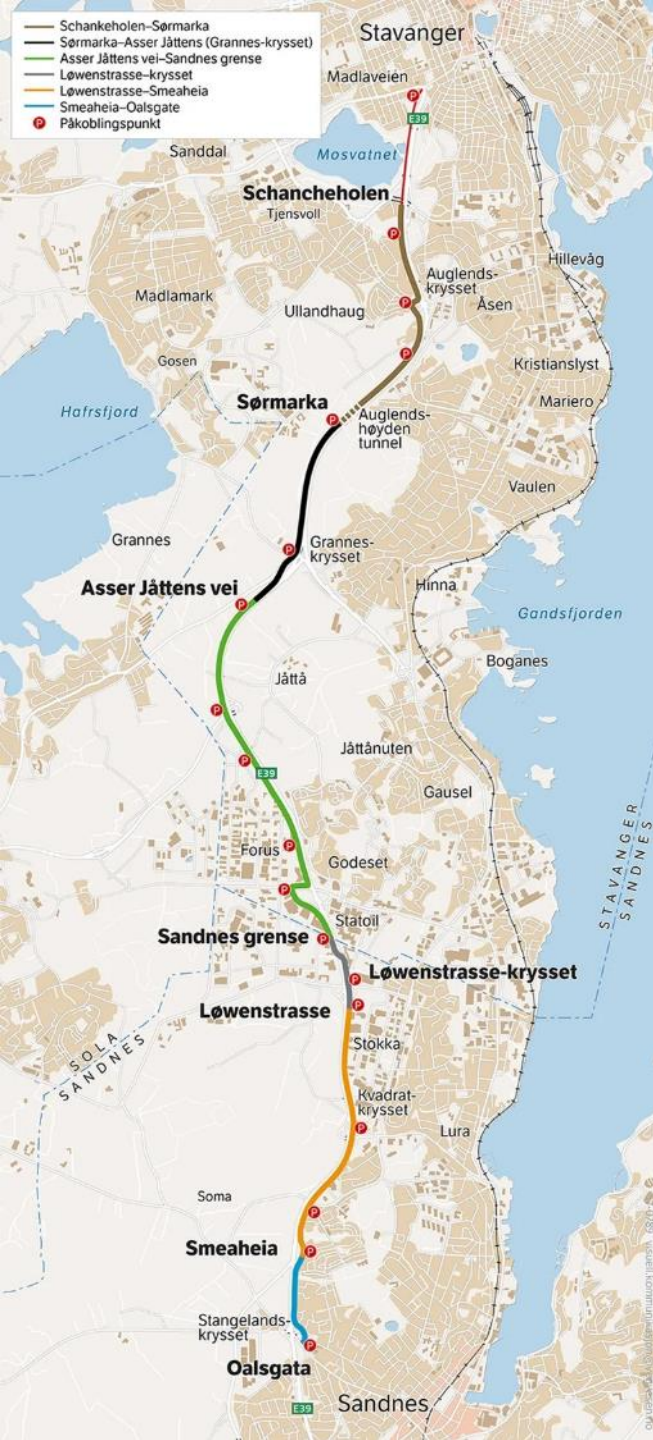 Schankeholen–Sørmarka
Sørmarka–Asser Jåttens (Grannes-krysset)
Asser Jåttens vei–Sandnes grense
Løwenstrasse–krysset
Løwenstrasse–Smeaheia
Smeaheia–Oalsgate
P Påkoblingspunkt
Stavanger
Madlaveien
P
E39
Sanddal
Mosvatnet
Schancheholen
Tjensvoll
P
Hillevåg
Auglends-
krysset
Madlamark
P
Åsen
Ullandhaug
P
Gosen
Kristianslyst
Sørmarka
Mariero
Hafrsfjord
P
Auglends-
høyden
tunnel
Vaulen
Grannes
P
Grannes-
krysset
Asser Jåttens vei
Hinna
P
Gandsfjorden
Boganes
Jåttå
P
Jåttånuten
P
E39
Gausel
STAVANGER
SANDNES
P
Forus
Godeset
P
Statoil
Sandnes grense
P
Løwenstrasse-krysset
P
Løwenstrasse
P
SOLA
SANDNES
Stokka
Kvadrat-
krysset
P
Lura
Soma
P
Smeaheia
P
Stangelands-
krysset
P
Oalsgata
E39
Sandnes